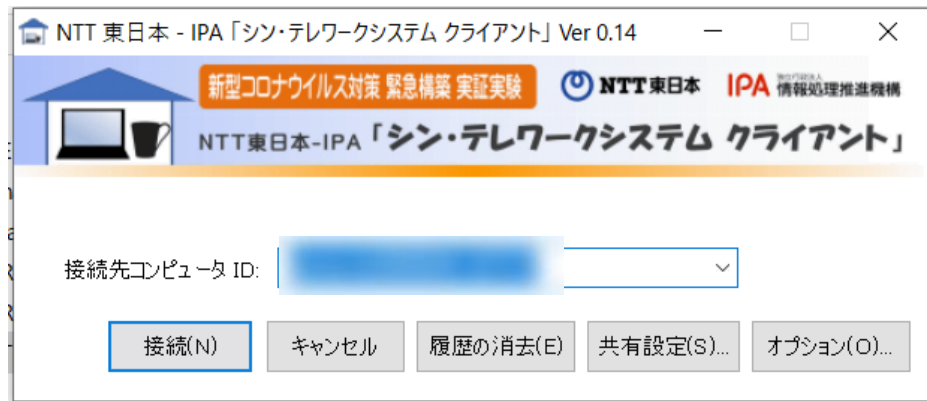 NTT 東日本 - IPA「シン・テレワークシステム クライアント」 Ver 0.14
新型コロナウイルス対策 緊急構築 実証実験 NTT東日本 IPA 独立行政法人 情報処理推進機構
NTT東日本-IPA「シン・テレワークシステム クライアント」
接続先コンピュータ ID:
接続(N) キャンセル 履歴の消去(E) 共有設定(S)... オプション(O)...